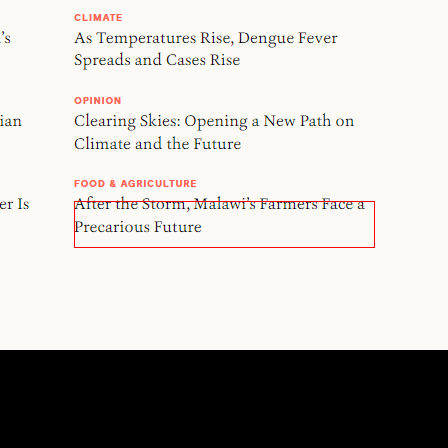 's
CLIMATE
As Temperatures Rise, Dengue Fever
Spreads and Cases Rise
ian
OPINION
Clearing Skies: Opening a New Path on
Climate and the Future
er Is
FOOD & AGRICULTURE
After the Storm, Malawi's Farmers Face a
Precarious Future